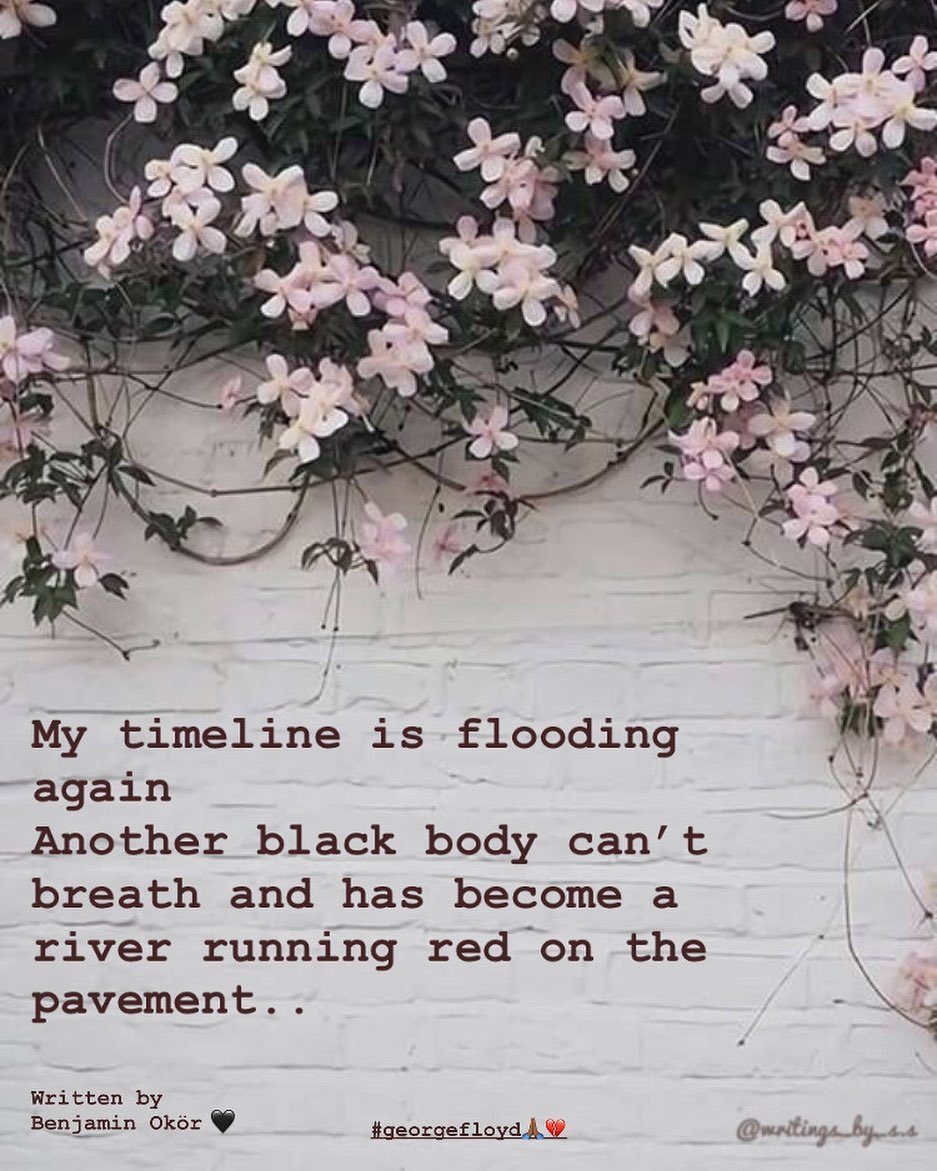 My timeline is flooding
again
Another black body can’t
breath and has become a
river running red on the
pavement..
Written by
Benjamin Okör 🖤
#georgefloyd🙏🏾💔
@writings_by_s.s